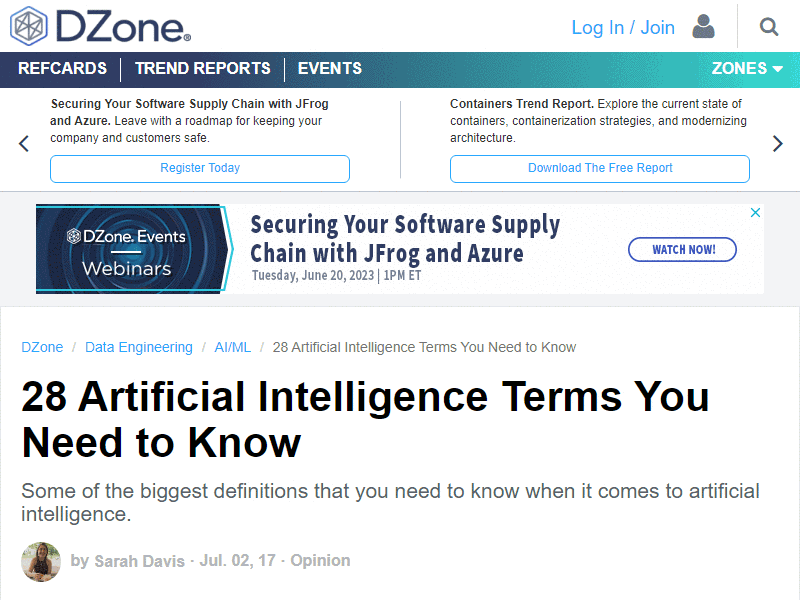 DZone.
Log In / Join
REFCARDS
TREND REPORTS
EVENTS
ZONES
Securing Your Software Supply Chain with JFrog
and Azure. Leave with a roadmap for keeping your
company and customers safe.
Register Today
Containers Trend Report. Explore the current state of
containers, containerization strategies, and modernizing
architecture.
Download The Free Report
DZone. Events
Webinars
Securing Your Software Supply
Chain with JFrog and Azure
Tuesday, June 20, 2023 | 1PM ET
WATCH NOW!
DZone / Data Engineering / AI/ML / 28 Artificial Intelligence Terms You Need to Know
28 Artificial Intelligence Terms You
Need to Know
Some of the biggest definitions that you need to know when it comes to artificial
intelligence.
by Sarah Davis · Jul. 02, 17 · Opinion